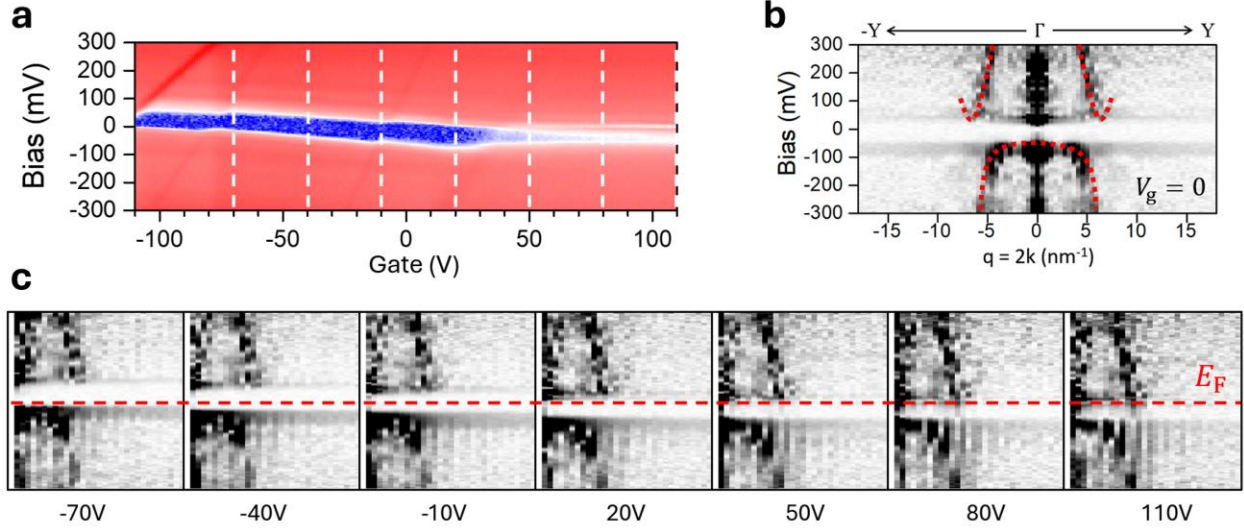 a
300
200
100
0
-100
-200
-300
Bias (mV)
-100
-50
0
50
100
Gate (V)
b
-Y
Γ
Y
300
200
100
0
-100
-200
-300
Bias (mV)
V_g = 0
-15
-10
-5
0
5
10
15
q = 2k (nm⁻¹)
c
E_F
-70V
-40V
-10V
20V
50V
80V
110V